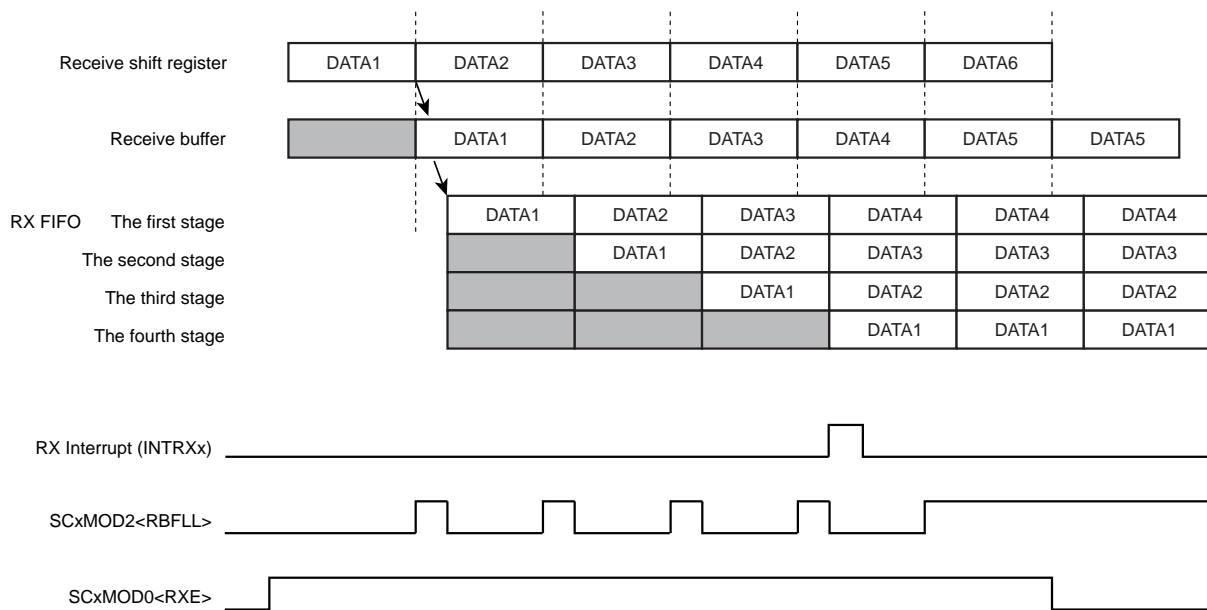 Receive shift register DATA1 DATA2 DATA3 DATA4 DATA5 DATA6
Receive buffer DATA1 DATA2 DATA3 DATA4 DATA5 DATA5
RX FIFO The first stage DATA1 DATA2 DATA3 DATA4 DATA4 DATA4
The second stage DATA1 DATA2 DATA3 DATA3 DATA3
The third stage DATA1 DATA2 DATA2 DATA2
The fourth stage DATA1 DATA1 DATA1
RX Interrupt (INTRXx)
SCxMOD2<RBFLL>
SCxMOD0<RXE>